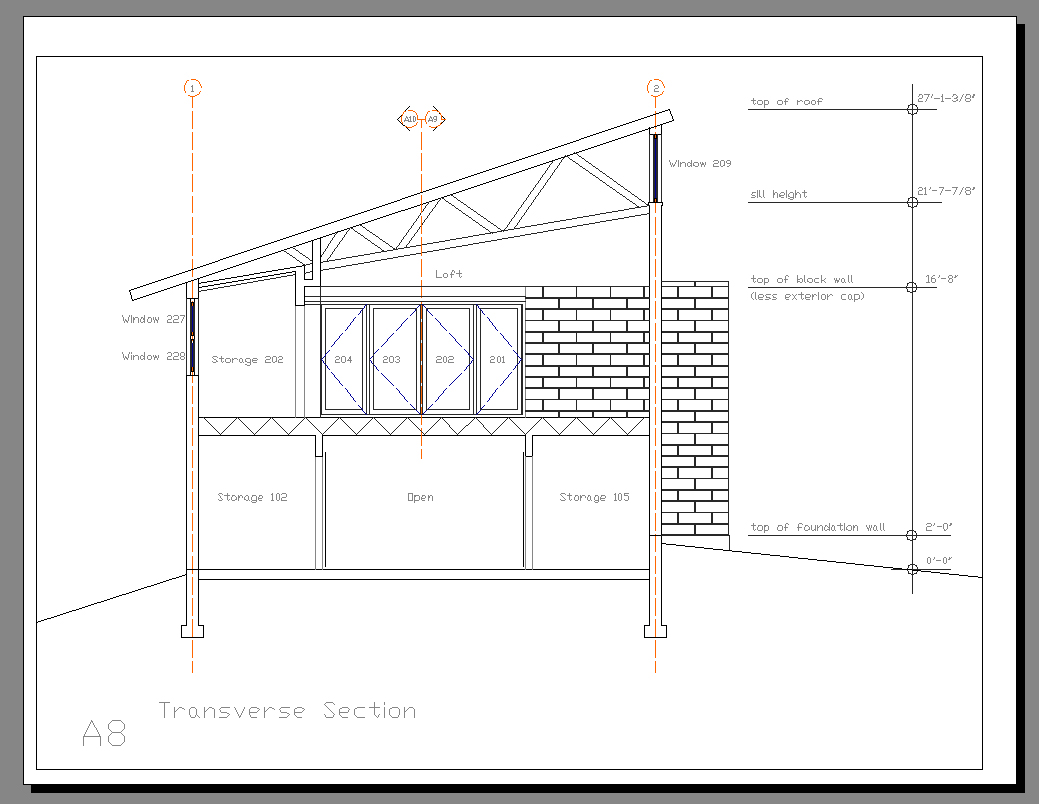 1
2
A10
A9
top of roof
27'-1-3/8"
Window 209
sill height
21'-7-7/8"
Loft
top of block wall
16'-8"
(less exterior cap)
Window 227
Window 228
Storage 202
204
203
202
201
Storage 102
Open
Storage 105
top of foundation wall
2'-0"
0'-0"
Transverse Section
A8